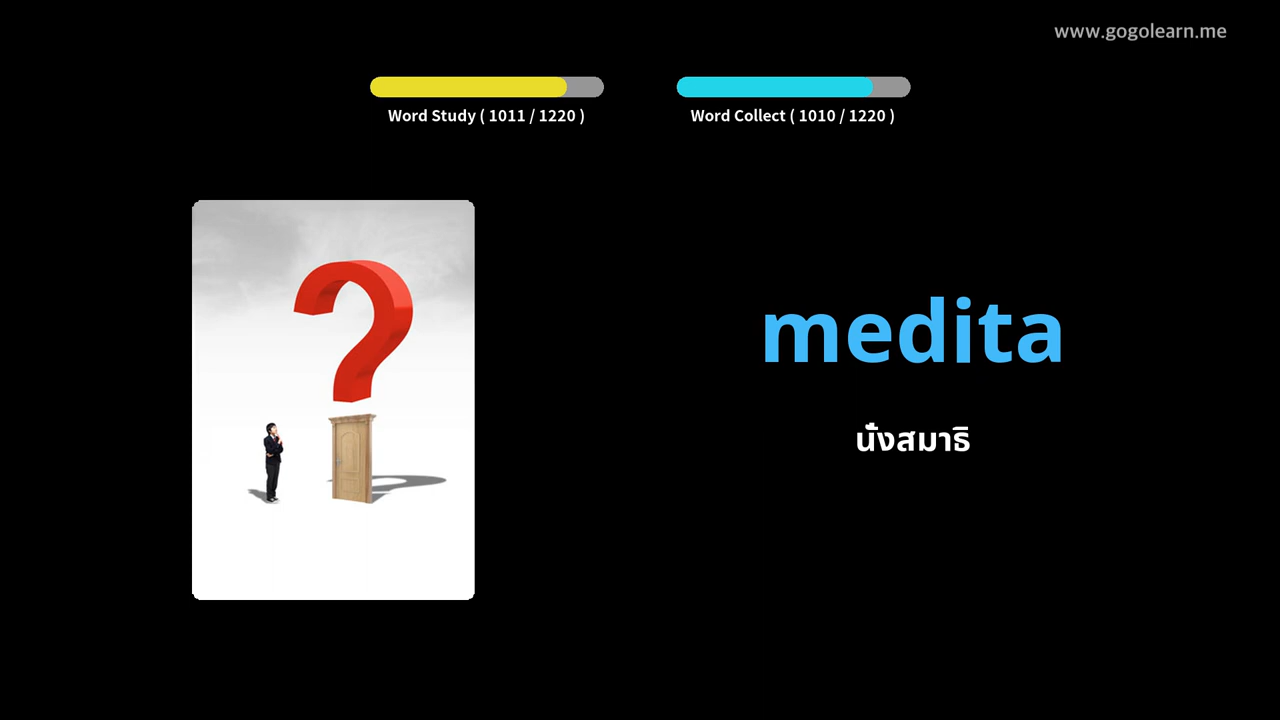 www.gogolearn.me
Word Study ( 1011 / 1220 )
Word Collect ( 1010 / 1220 )
medita
นั่งสมาธิ